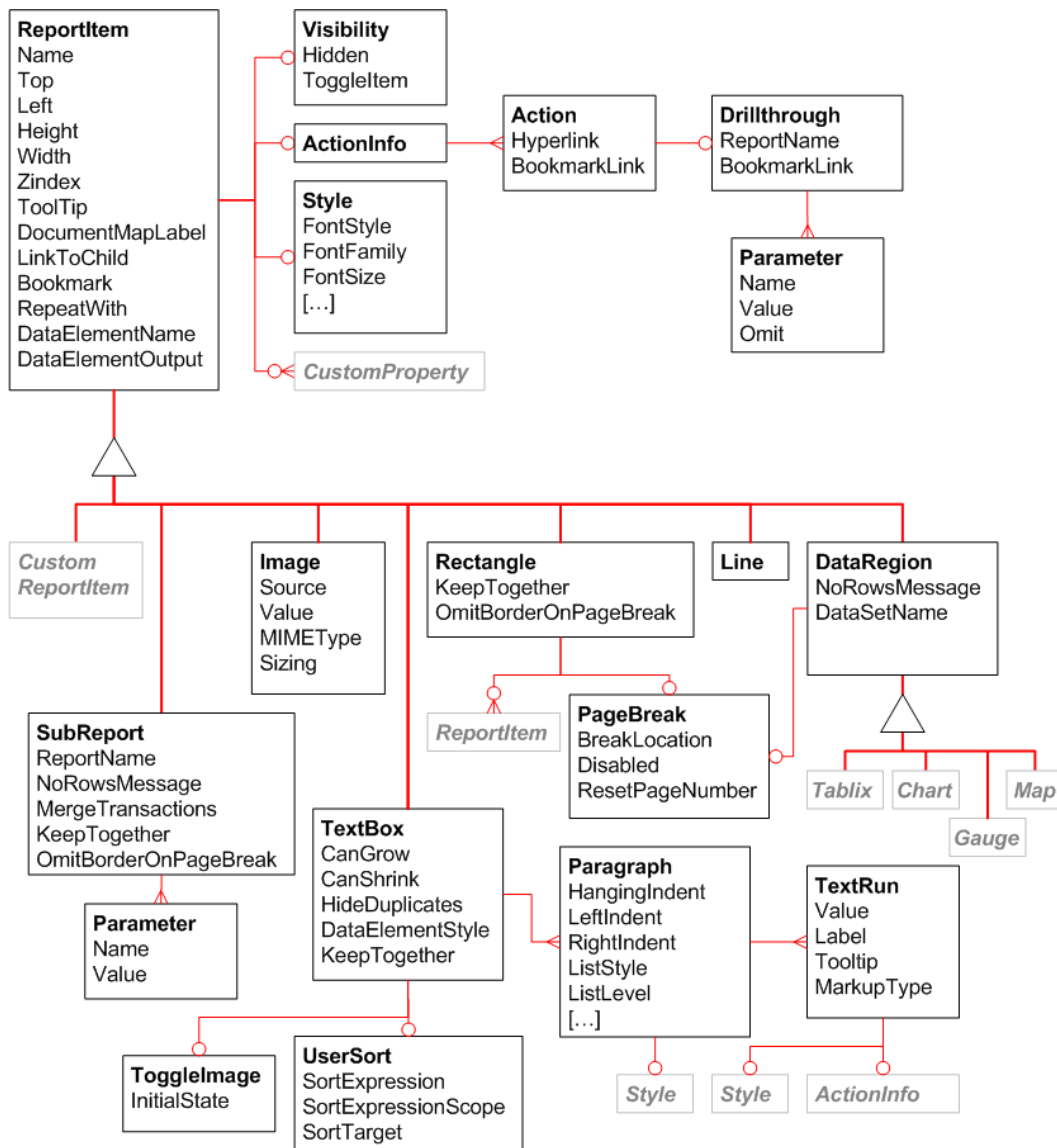 ReportItem
Name
Top
Left
Height
Width
Zindex
ToolTip
DocumentMapLabel
LinkToChild
Bookmark
RepeatWith
DataElementName
DataElementOutput
Visibility
Hidden
ToggleItem
ActionInfo
Style
FontStyle
FontFamily
FontSize
[...]
CustomProperty
Action
Hyperlink
BookmarkLink
Drillthrough
ReportName
BookmarkLink
Parameter
Name
Value
Omit
Custom
ReportItem
SubReport
ReportName
NoRowsMessage
MergeTransactions
KeepTogether
OmitBorderOnPageBreak
Parameter
Name
Value
Image
Source
Value
MIMEType
Sizing
TextBox
CanGrow
CanShrink
HideDuplicates
DataElementStyle
KeepTogether
ToggleImage
InitialState
UserSort
SortExpression
SortExpressionScope
SortTarget
Rectangle
KeepTogether
OmitBorderOnPageBreak
ReportItem
PageBreak
BreakLocation
Disabled
ResetPageNumber
Line
DataRegion
NoRowsMessage
DataSetName
Tablix
Chart
Gauge
Map
Paragraph
HangingIndent
LeftIndent
RightIndent
ListStyle
ListLevel
[...]
Style
TextRun
Value
Label
Tooltip
MarkupType
Style
ActionInfo